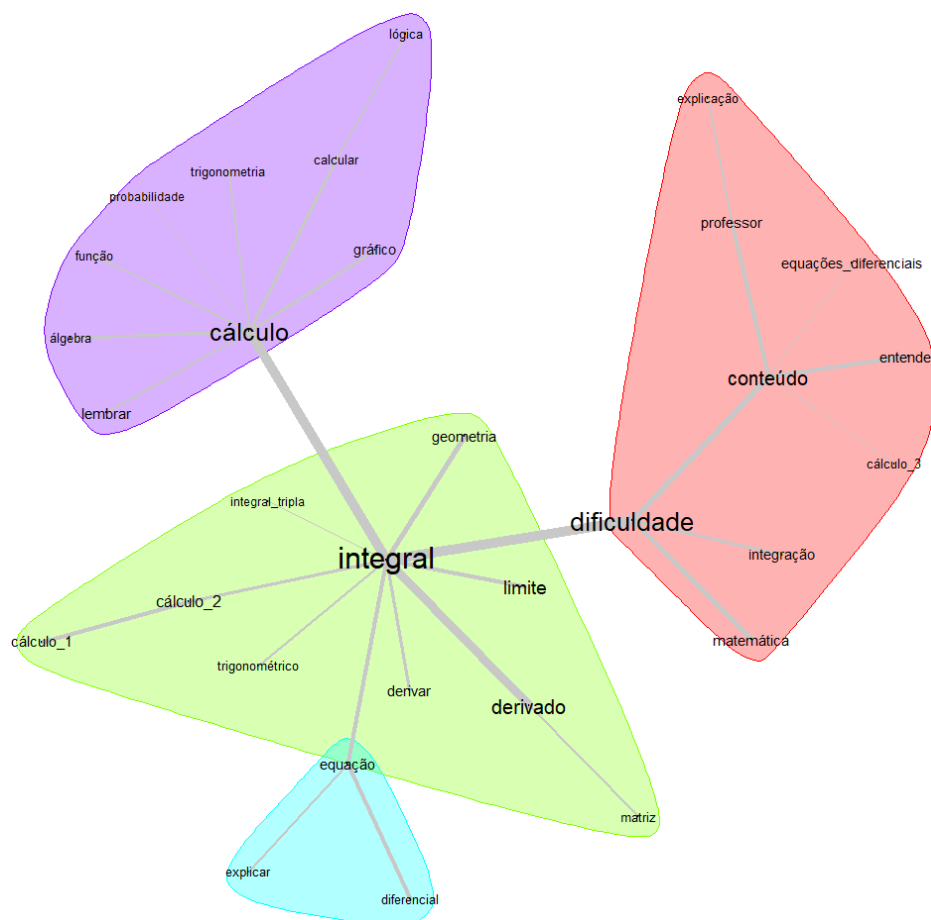 lógica
explicação
calcular
trigonometria
probabilidade
professor
gráfico
função
equações_diferenciais
cálculo
álgebra
entende
conteúdo
lembrar
geometria
cálculo_3
integral_tripla
dificuldade
integral
integração
limite
cálculo_2
cálculo_1
matemática
trigonométrico
derivar
derivado
equação
matriz
explicar
diferencial